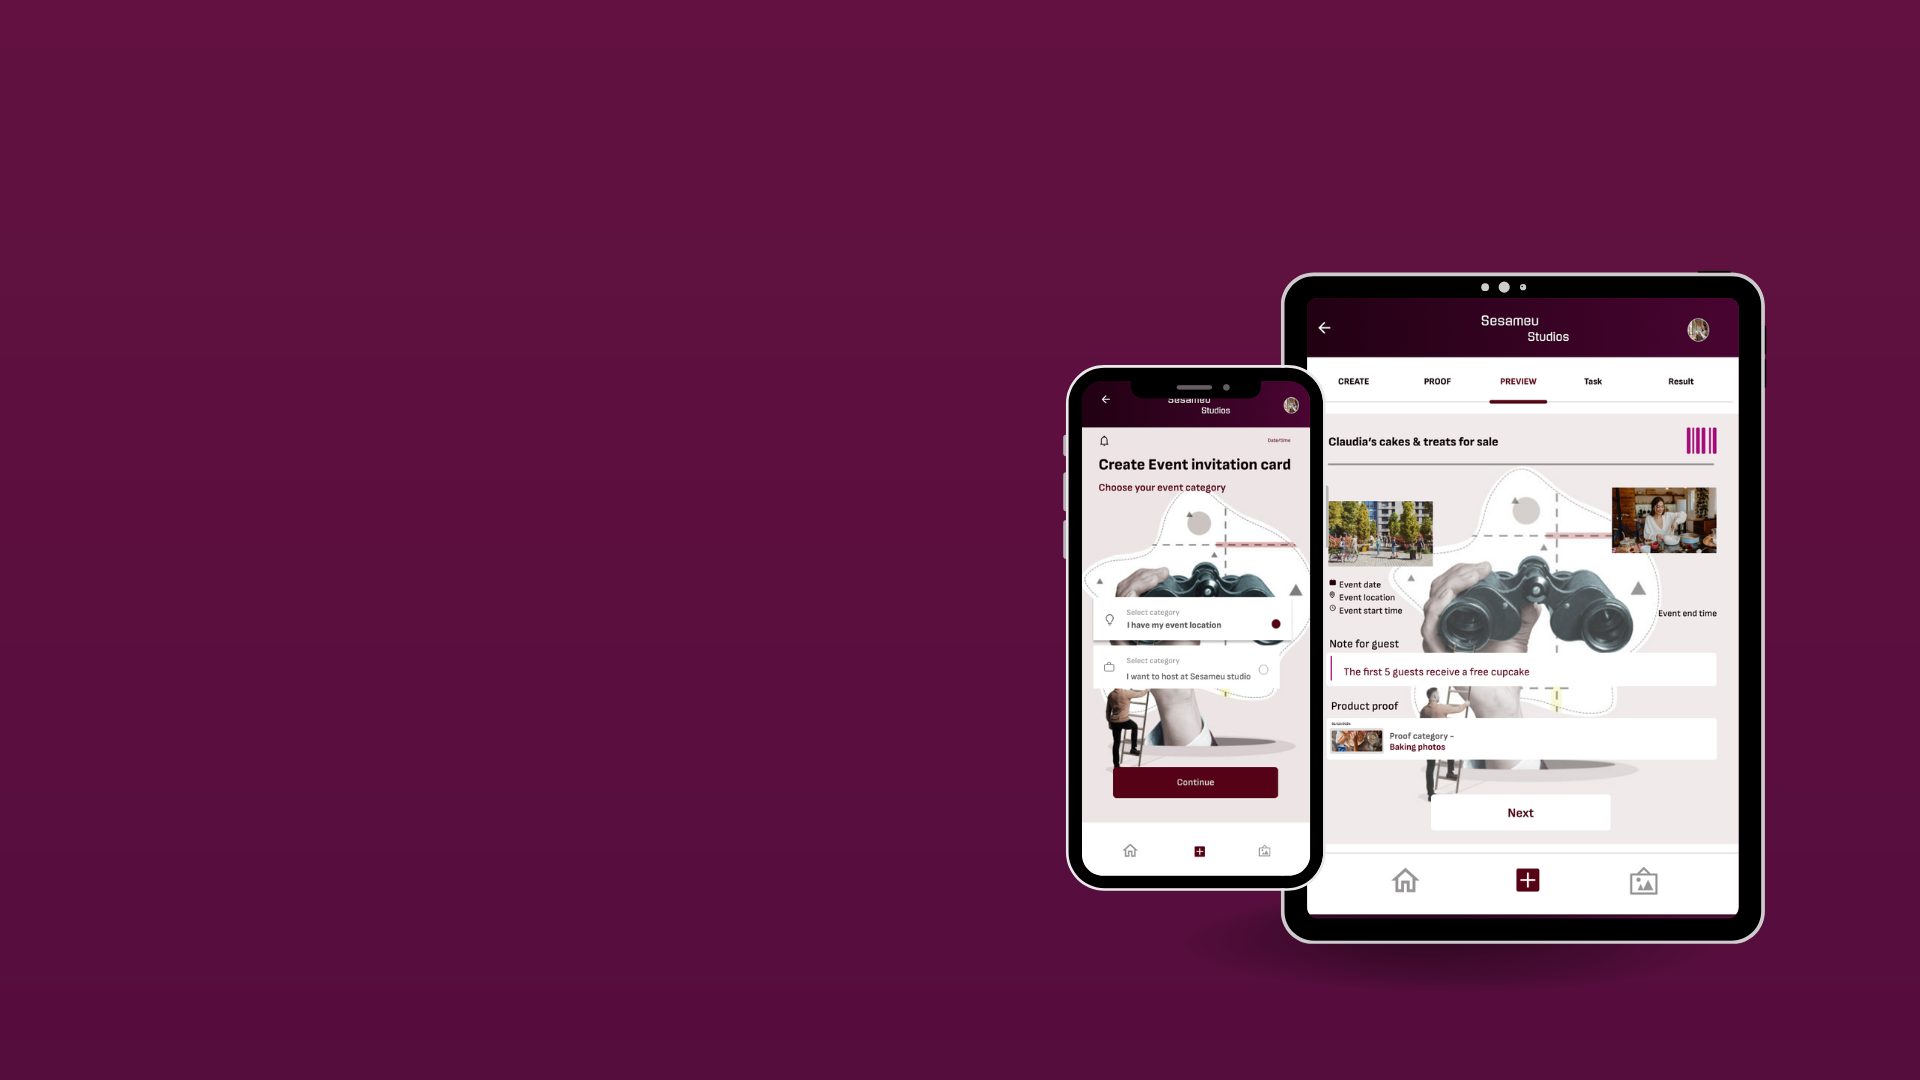 Sesameu
Studios
Date/time
Create Event invitation card
Choose your event category
Select category
I have my event location
Select category
I want to host at Sesameu studio
Continue
Sesameu
Studios
CREATE PROOF PREVIEW Task Result
Claudia's cakes & treats for sale
Event date
Event location
Event start time
Event end time
Note for guest
The first 5 guests receive a free cupcake
Product proof
Proof category -
Baking photos
Next